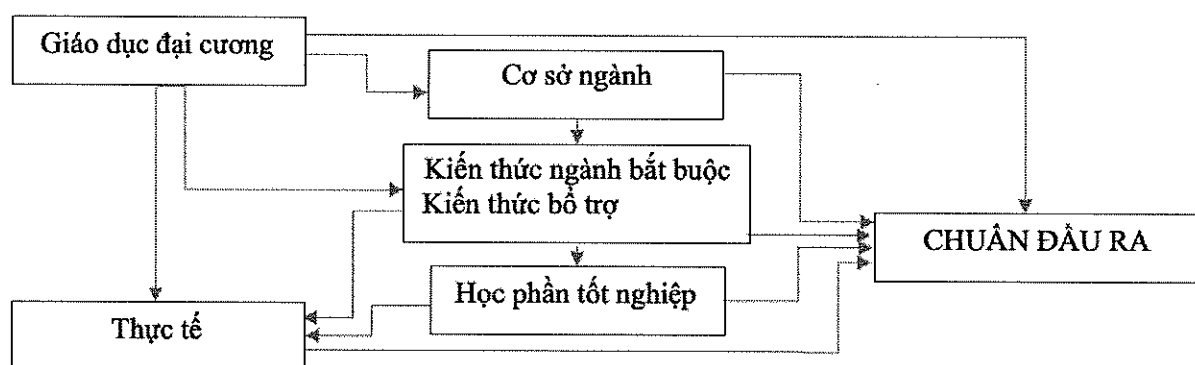 Giáo dục đại cương
Cơ sở ngành
Kiến thức ngành bắt buộc
Kiến thức bổ trợ
CHUẨN ĐẦU RA
Học phần tốt nghiệp
Thực tế